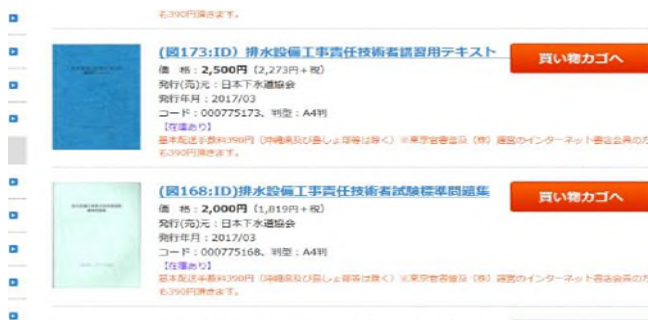 も390円頂きます。
(図173:ID) 排水設備工事責任技術者講習用テキスト
買い物カゴへ
価 格：2,500円 (2,273円+税)
発行(売)元：日本下水道協会
発行年月：2017/03
コード：000775173、判型：A4判
【在庫あり】
基本配送手数料390円（沖縄県及び島しょ部等は除く）※東京官書普及（株）運営のインターネット書店会員の方
も390円頂きます。
(図168:ID)排水設備工事責任技術者試験標準問題集
買い物カゴへ
価 格：2,000円 (1,819円+税)
発行(売)元：日本下水道協会
発行年月：2017/03
コード：000775168、判型：A4判
【在庫あり】
基本配送手数料390円（沖縄県及び島しょ部等は除く）※東京官書普及（株）運営のインターネット書店会員の方
も390円頂きます。